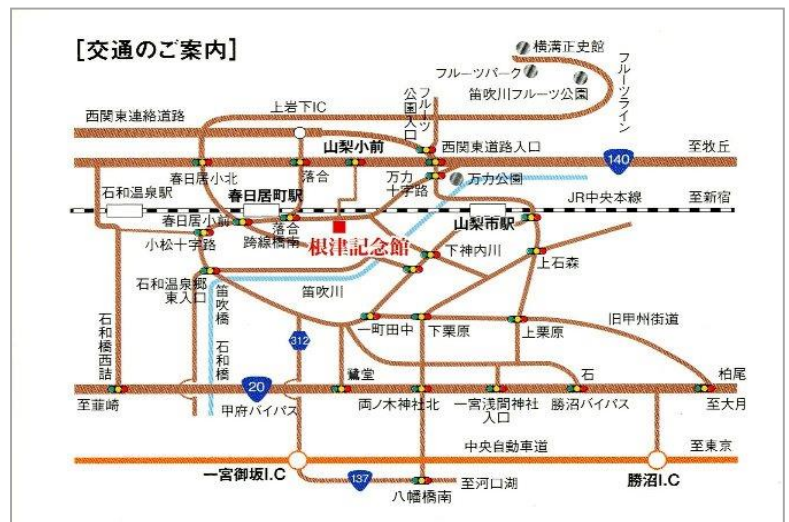 [交通のご案内]
横溝正史館
フルーツパーク
笛吹川フルーツ公園
フルーツライン
フルーツ公園入口
上岩下IC
西関東連絡道路
山梨小前
西関東道路入口
140
至牧丘
春日居小北
落合
万力十字路
万力公園
石和温泉駅
春日居町駅
JR中央本線
至新宿
春日居小前
落合跨線橋南
山梨市駅
小松十字路
根津記念館
下神内川
上石森
石和温泉郷東入口
笛吹橋
笛吹川
石和橋西詰
石和橋
312
一町田中
下栗原
上栗原
旧甲州街道
20
鵞堂
石
柏尾
至韮崎
甲府バイパス
両ノ木神社北
一宮浅間神社入口
勝沼バイパス
至大月
中央自動車道
至東京
一宮御坂I.C
137
至河口湖
勝沼I.C
八幡橋南